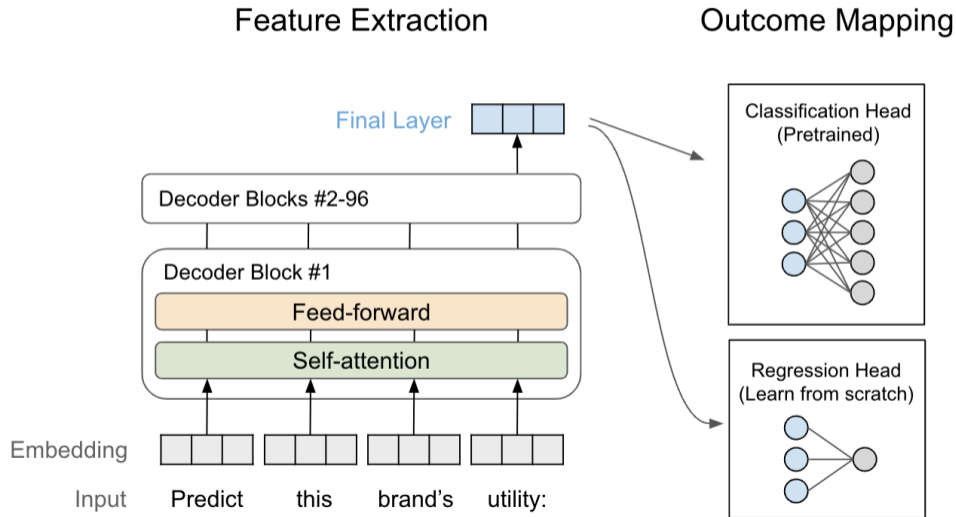 Feature Extraction
Outcome Mapping
Final Layer
Classification Head
(Pretrained)
Decoder Blocks #2-96
Decoder Block #1
Feed-forward
Self-attention
Regression Head
(Learn from scratch)
Embedding
Input Predict this brand's utility: